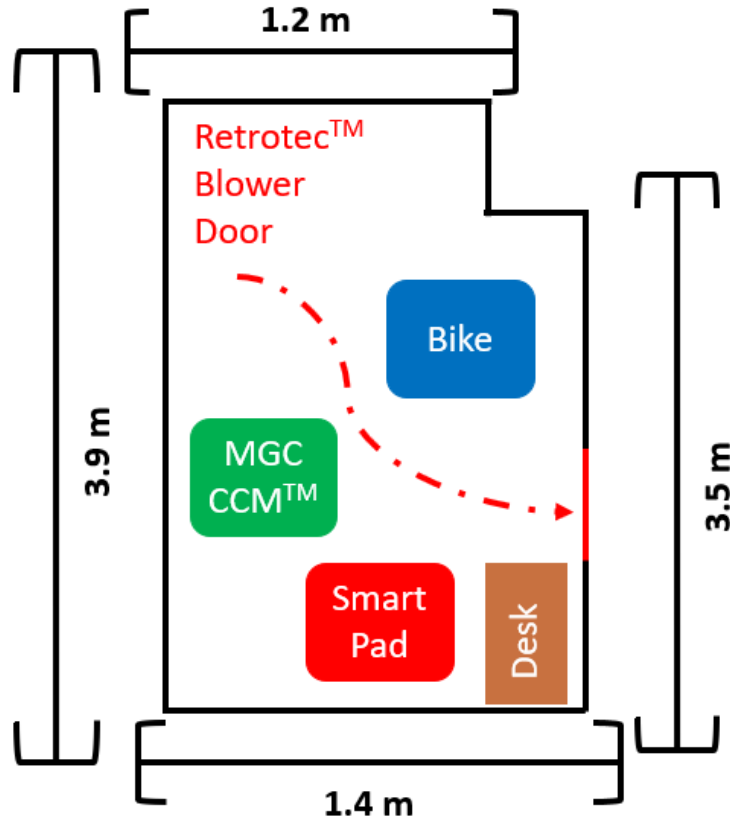 1.2 m
Retrotec™
Blower
Door
Bike
3.9 m
MGC
CCM™
3.5 m
Smart
Pad
Desk
1.4 m